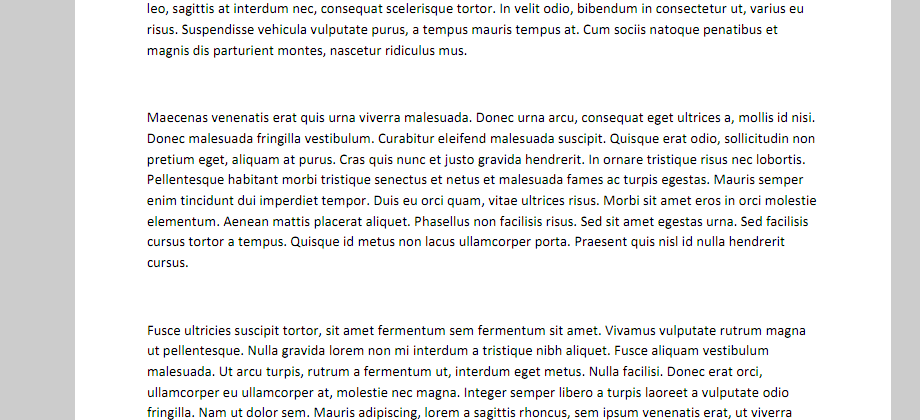 leo, sagittis at interdum nec, consequat scelerisque tortor. In velit odio, bibendum in consectetur ut, varius eu
risus. Suspendisse vehicula vulputate purus, a tempus mauris tempus at. Cum sociis natoque penatibus et
magnis dis parturient montes, nascetur ridiculus mus.
Maecenas venenatis erat quis urna viverra malesuada. Donec urna arcu, consequat eget ultrices a, mollis id nisi.
Donec malesuada fringilla vestibulum. Curabitur eleifend malesuada suscipit. Quisque erat odio, sollicitudin non
pretium eget, aliquam at purus. Cras quis nunc et justo gravida hendrerit. In ornare tristique risus nec lobortis.
Pellentesque habitant morbi tristique senectus et netus et malesuada fames ac turpis egestas. Mauris semper
enim tincidunt dui imperdiet tempor. Duis eu orci quam, vitae ultrices risus. Morbi sit amet eros in orci molestie
elementum. Aenean mattis placerat aliquet. Phasellus non facilisis risus. Sed sit amet egestas urna. Sed facilisis
cursus tortor a tempus. Quisque id metus non lacus ullamcorper porta. Praesent quis nisl id nulla hendrerit
cursus.
Fusce ultricies suscipit tortor, sit amet fermentum sem fermentum sit amet. Vivamus vulputate rutrum magna
ut pellentesque. Nulla gravida lorem non mi interdum a tristique nibh aliquet. Fusce aliquam vestibulum
malesuada. Ut arcu turpis, rutrum a fermentum ut, interdum eget metus. Nulla facilisi. Donec erat orci,
ullamcorper eu ullamcorper at, molestie nec magna. Integer semper libero a turpis laoreet a vulputate odio
fringilla. Nam ut dolor sem. Mauris adipiscing, lorem a sagittis rhoncus, sem ipsum venenatis erat, ut viverra